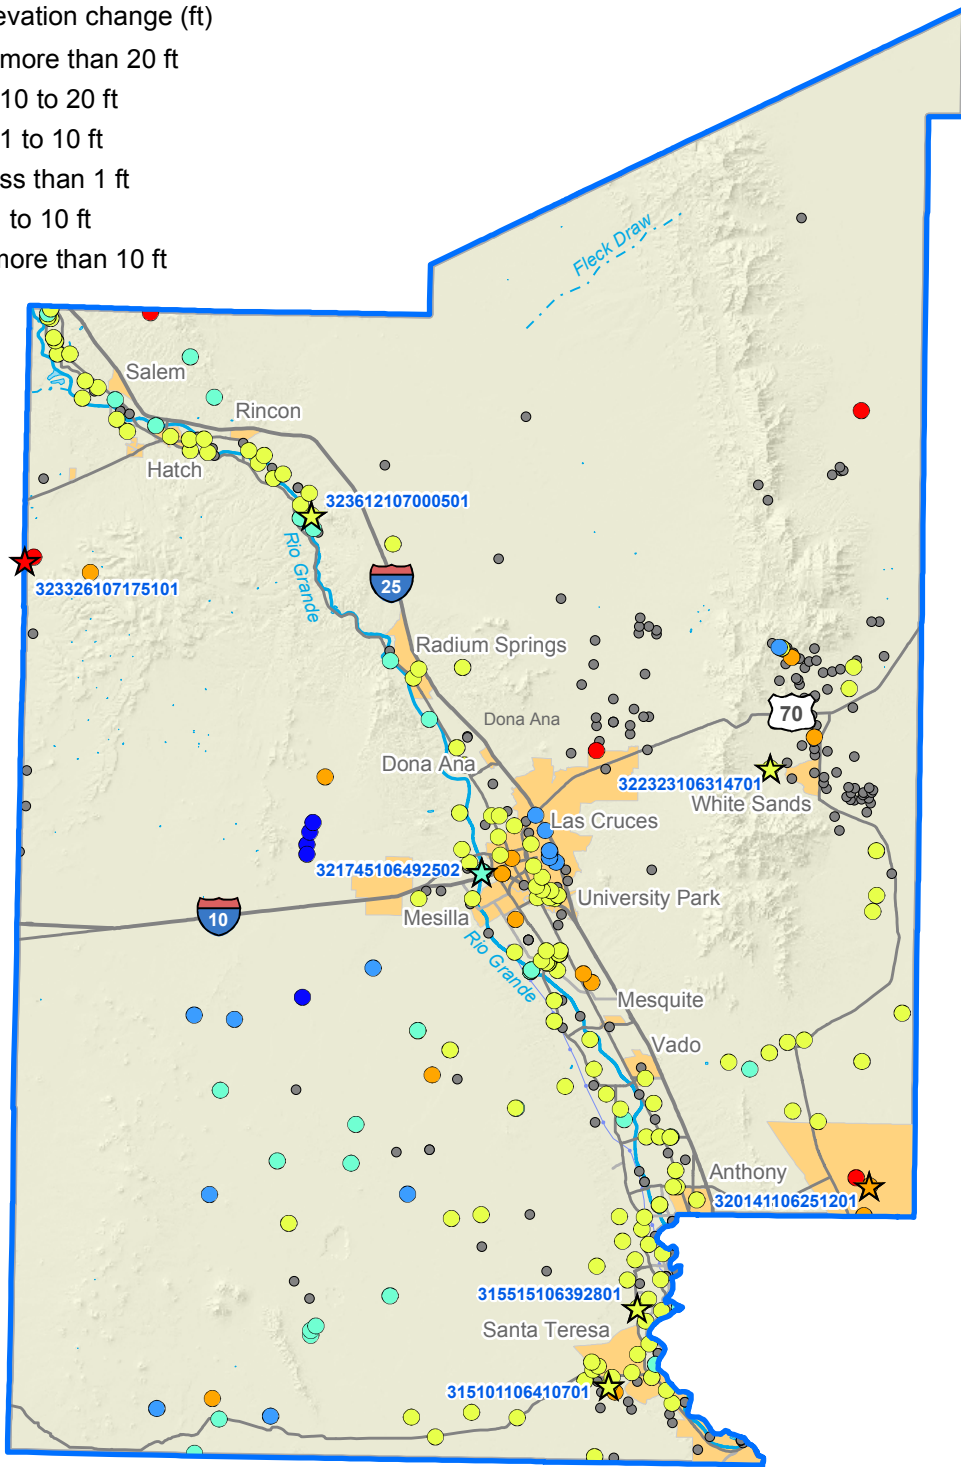 evation change (ft)
more than 20 ft
10 to 20 ft
1 to 10 ft
ss than 1 ft
to 10 ft
more than 10 ft
Fleck Draw
Salem
Rincon
Hatch
323612107000501
Rio Grande
323326107175101
25
Radium Springs
Dona Ana
70
Dona Ana
322323106314701
White Sands
Las Cruces
321745106492502
University Park
Mesilla
10
Rio Grande
Mesquite
Vado
Anthony
320141106251201
315515106392801
Santa Teresa
315101106410701